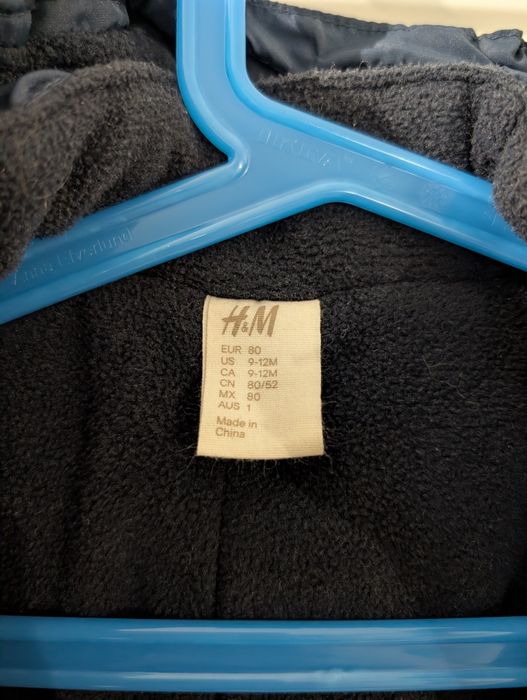 H&M
EUR 80
US 9-12M
CA 9-12M
CN 80/52
MX 80
AUS 1
Made in
China